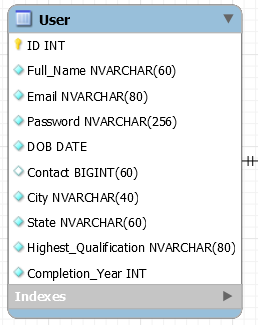 User
ID INT
Full_Name NVARCHAR(60)
Email NVARCHAR(80)
Password NVARCHAR(256)
DOB DATE
Contact BIGINT(60)
City NVARCHAR(40)
State NVARCHAR(60)
Highest_Qualification NVARCHAR(80)
Completion_Year INT
Indexes